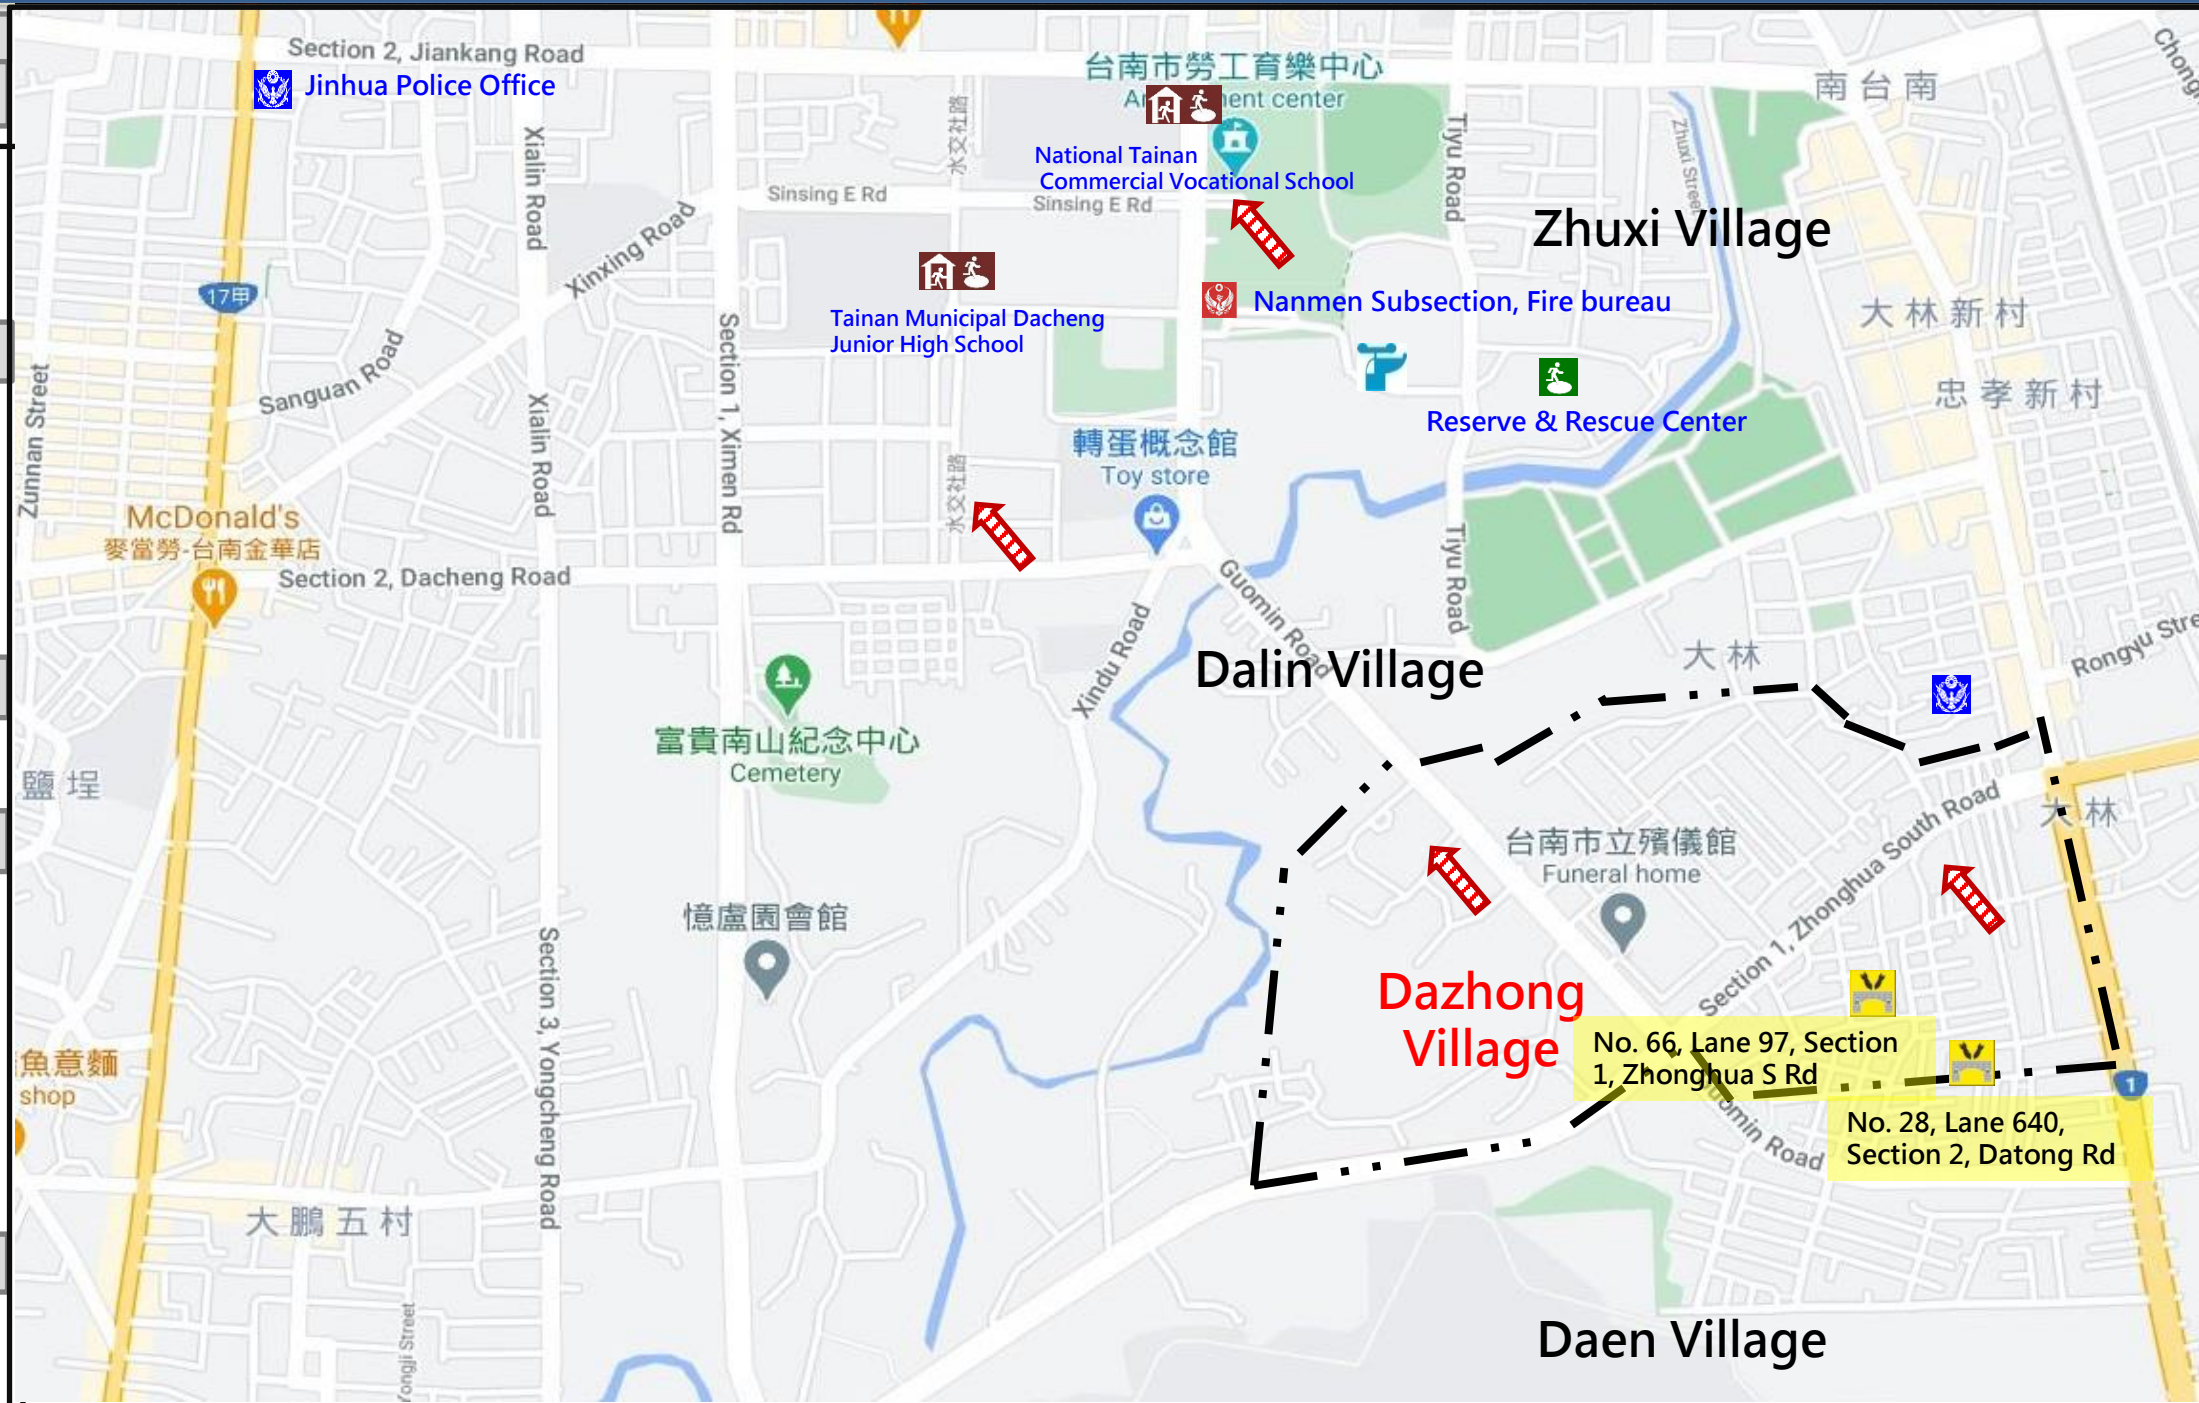 Section 2, Jiankang Road
Jinhua Police Office
台南市勞工育樂中心
National Tainan
Commercial Vocational School
南台南
Chong
Xialin Road
水交社路
Tiyu Road
Zhuxi Street
Sinsing E Rd
Sinsing E Rd
Xinxing Road
Zhuxi Village
17甲
Tainan Municipal Dacheng
Junior High School
Nanmen Subsection, Fire bureau
大林新村
Sanguan Road
Section 1, Ximen Rd
Zunnan Street
Xialin Road
忠孝新村
Reserve & Rescue Center
轉蛋概念館
Toy store
水交社路
McDonald's
麥當勞-台南金華店
Section 2, Dacheng Road
Tiyu Road
Guomin Road
Xindu Road
Dalin Village
大林
Rongyu Stre
富貴南山紀念中心
Cemetery
鹽埕
大林
台南市立殯儀館
Funeral home
Section 1, Zhonghua South Road
憶盧園會館
Section 3, Yongcheng Road
Dazhong
Village
No. 66, Lane 97, Section
1, Zhonghua S Rd
魚意麵
shop
1
Guomin Road
No. 28, Lane 640,
Section 2, Datong Rd
大鵬五村
Daen Village